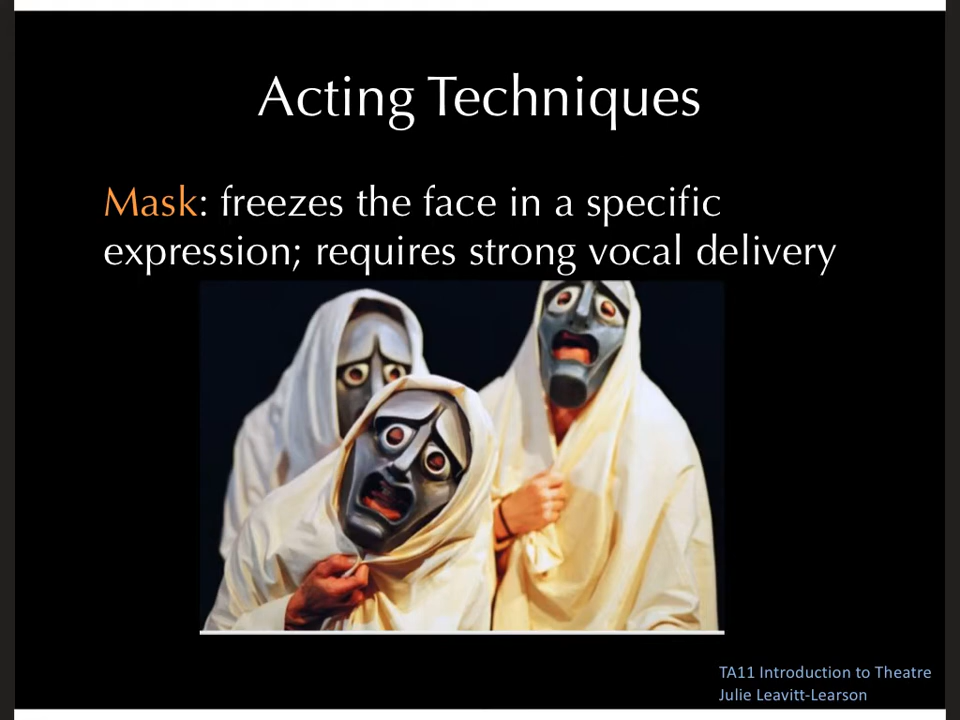 Acting Techniques
Mask: freezes the face in a specific
expression; requires strong vocal delivery
TA11 Introduction to Theatre
Julie Leavitt-Learson